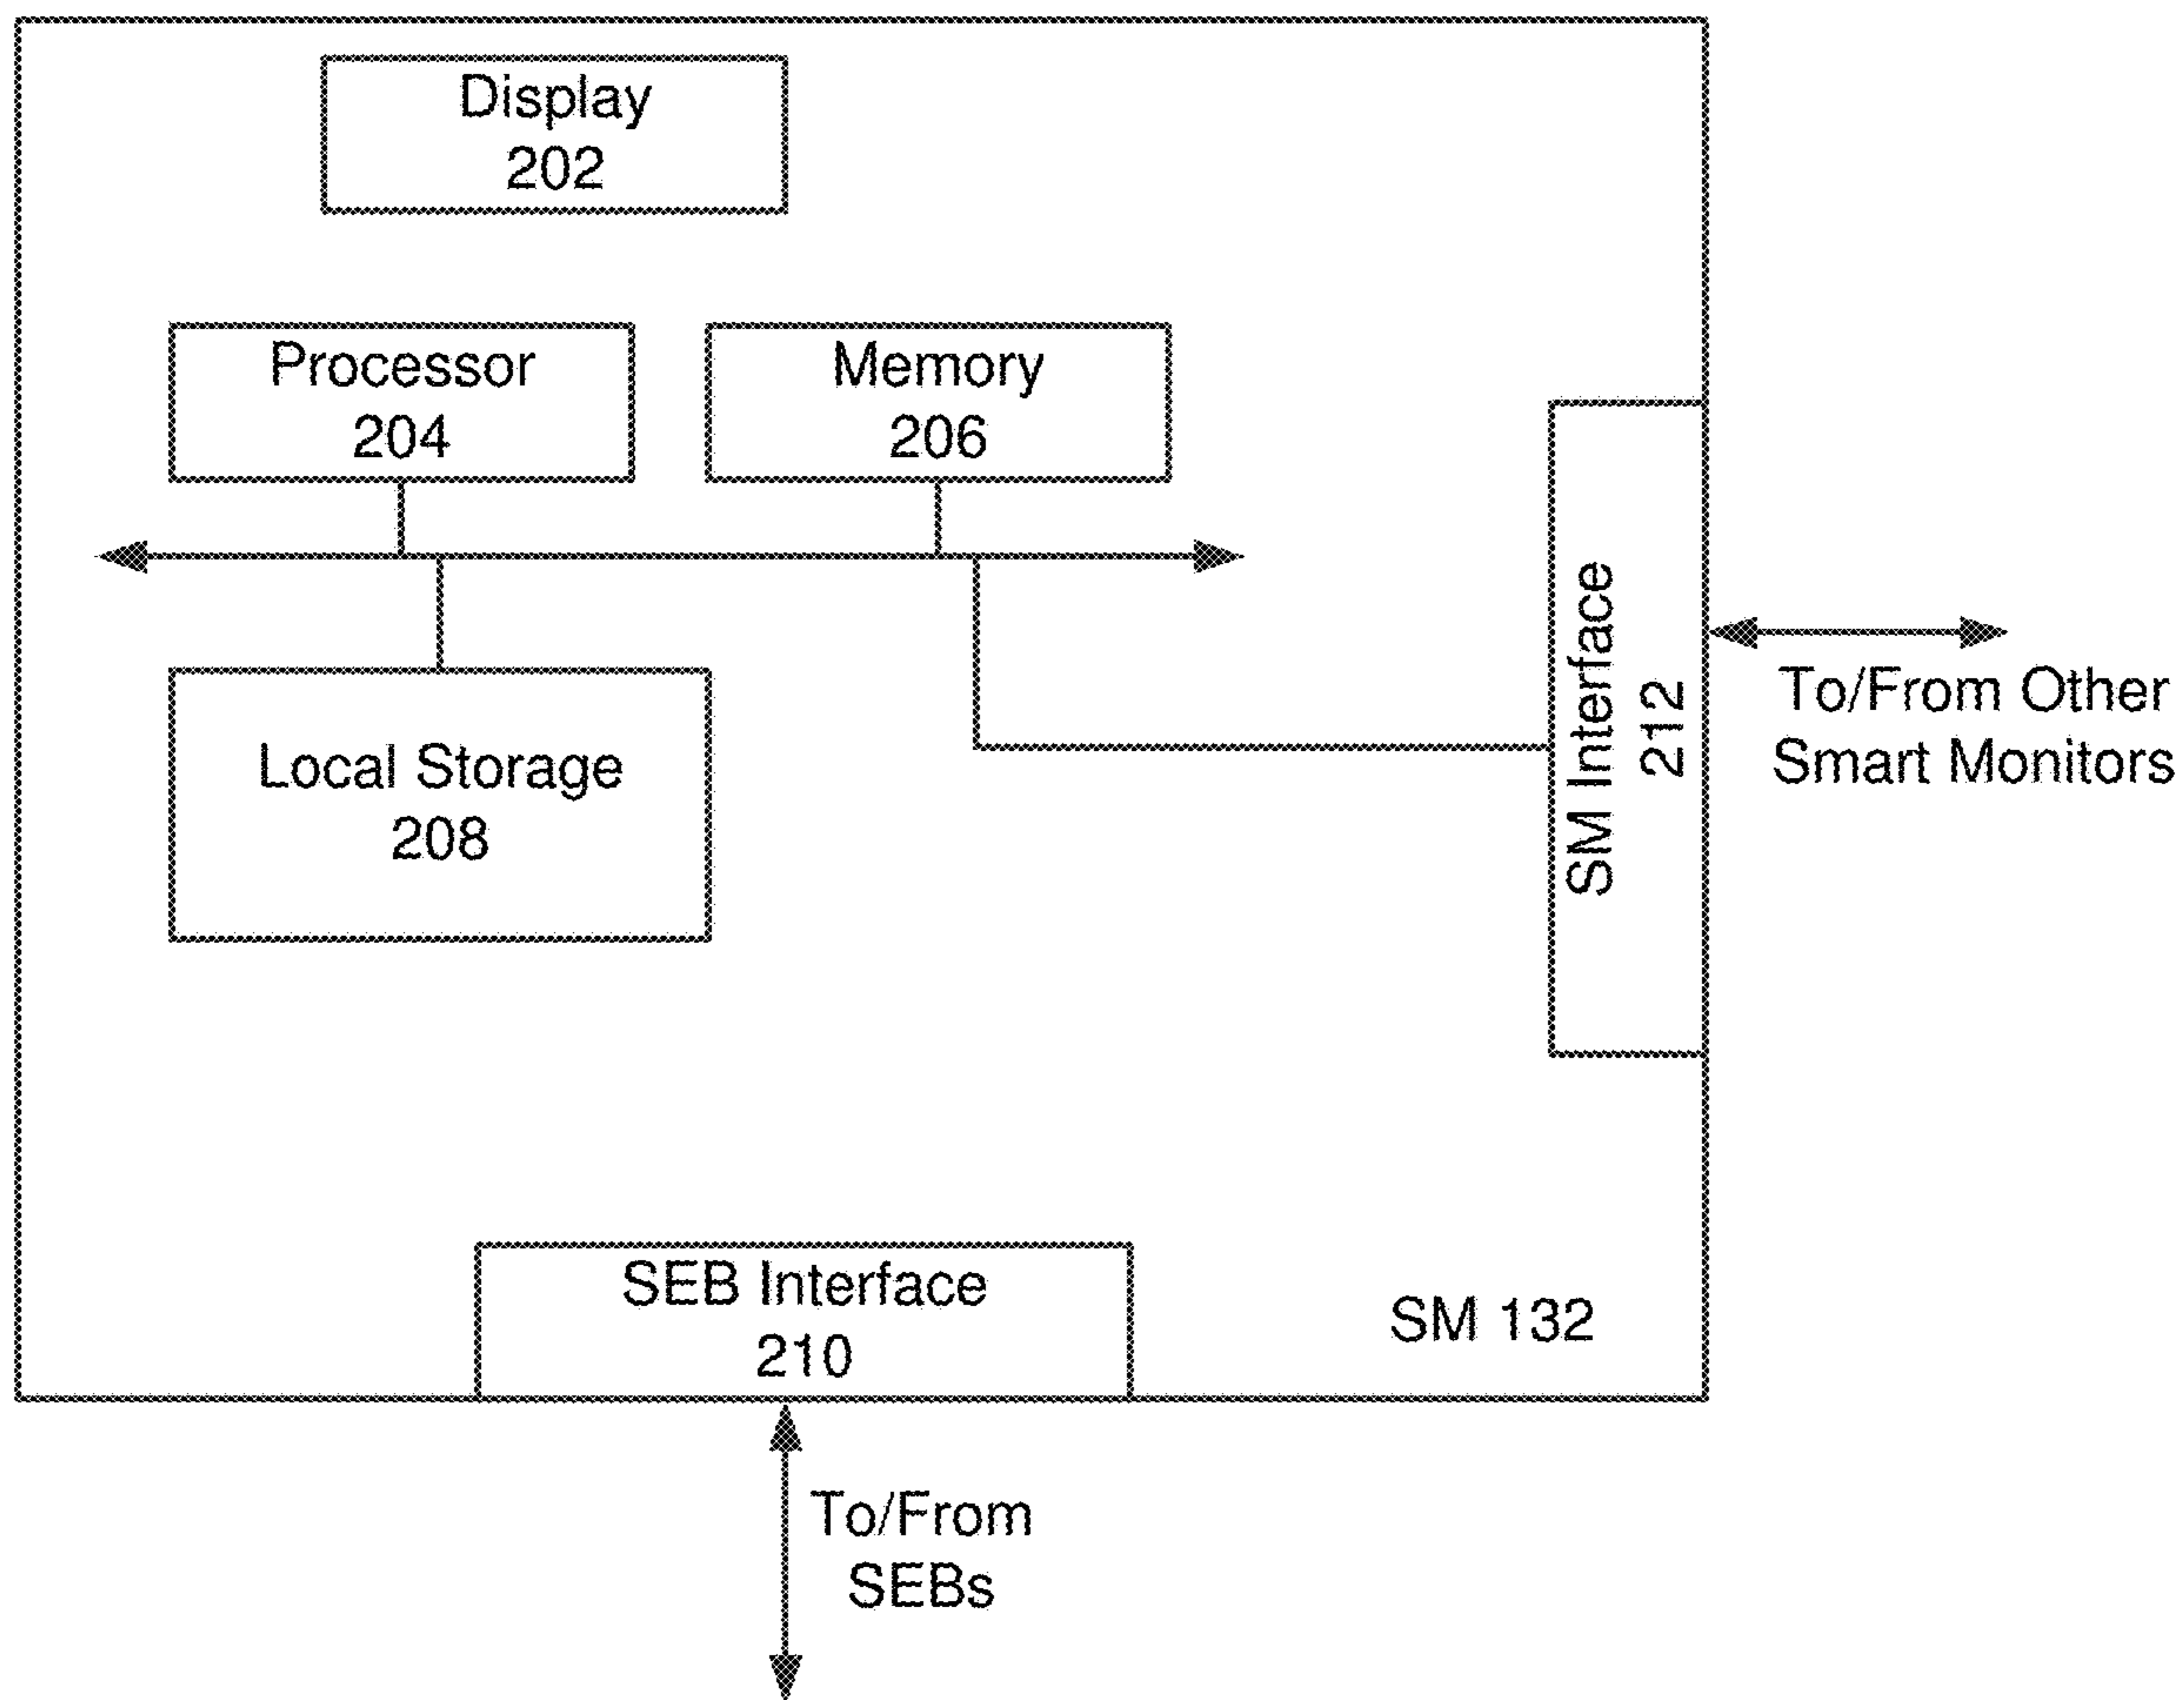 Display
202
Processor
204
Memory
206
Local Storage
208
SM Interface
212
To/From Other
Smart Monitors
SEB Interface
210
SM 132
To/From
SEBs